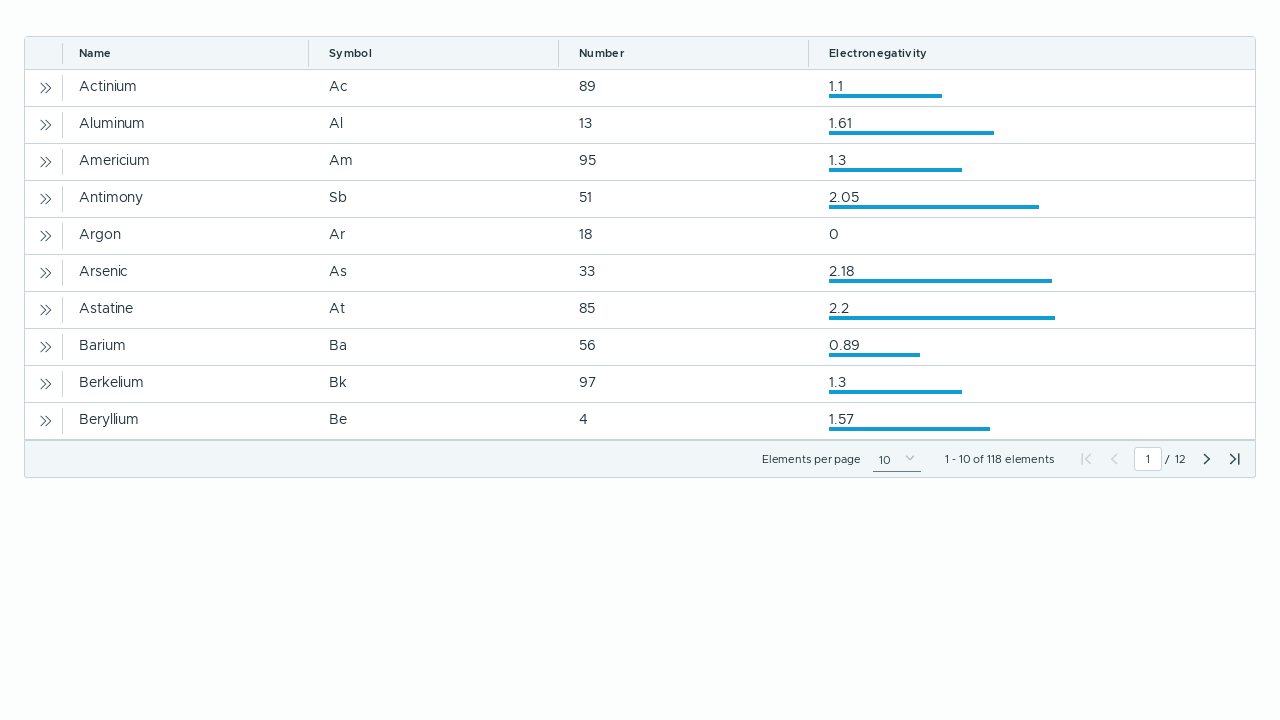 Name Symbol Number Electronegativity
Actinium Ac 89 1.1
Aluminum Al 13 1.61
Americium Am 95 1.3
Antimony Sb 51 2.05
Argon Ar 18 0
Arsenic As 33 2.18
Astatine At 85 2.2
Barium Ba 56 0.89
Berkelium Bk 97 1.3
Beryllium Be 4 1.57
Elements per page 10 1 - 10 of 118 elements 1 / 12